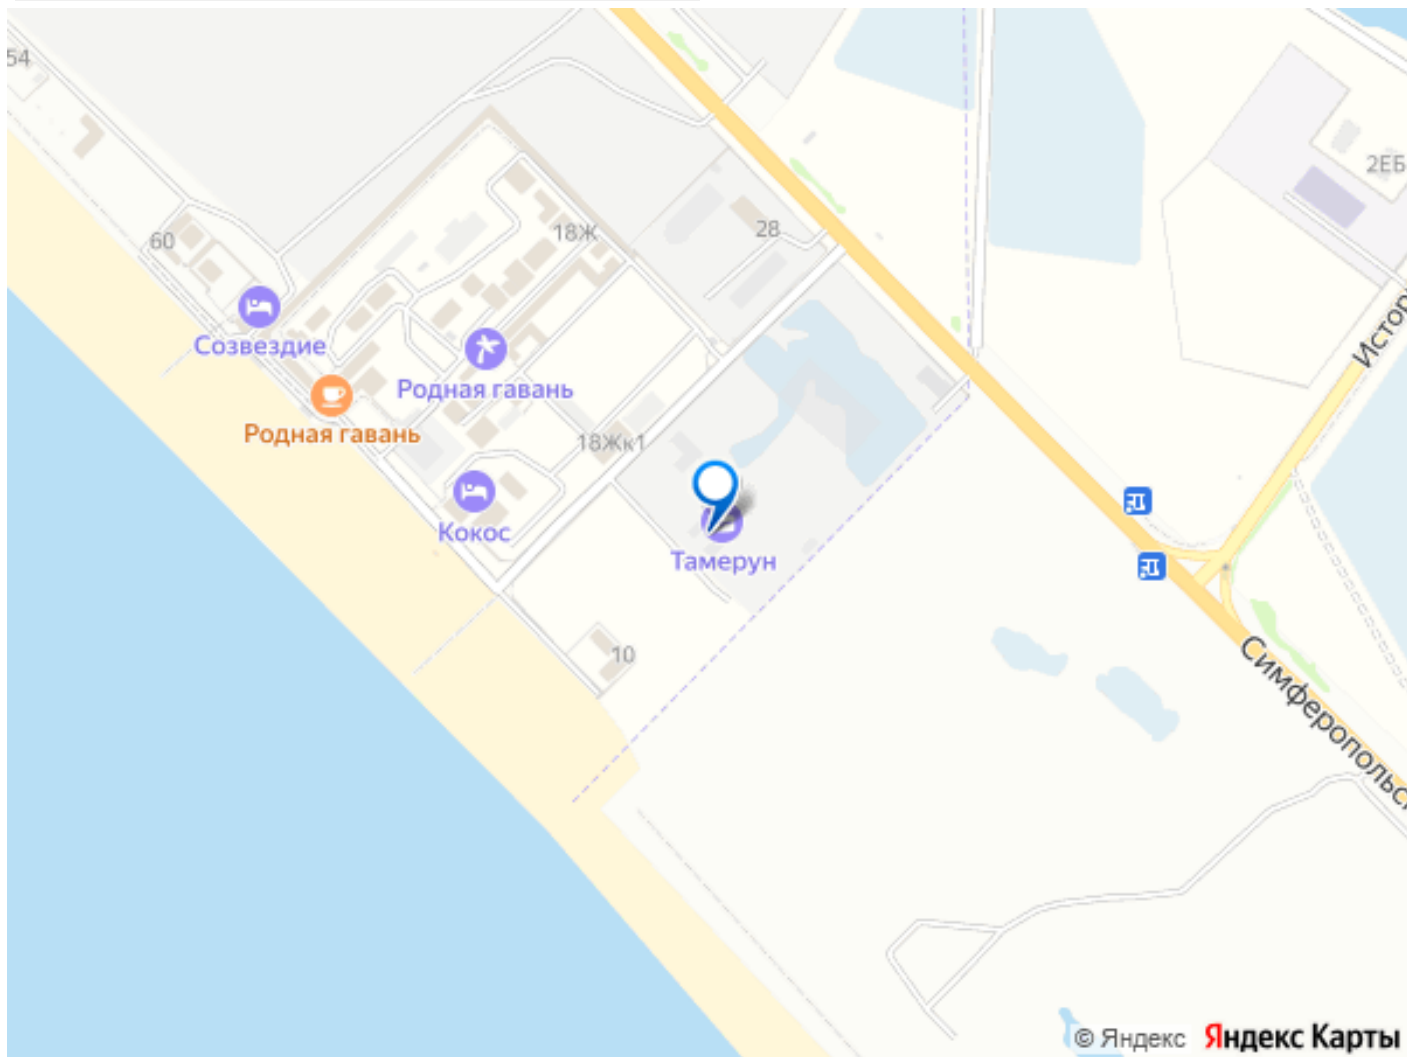 54
2ЕБ
60
18Ж
28
Истор
Созвездие
Родная гавань
Родная гавань
18Жк1
Кокос
Тамерун
10
Симферопольс
© Яндекс Яндекс Карты